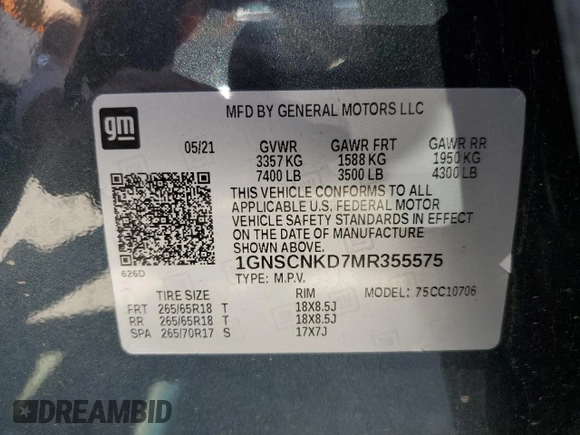 gm
MFD BY GENERAL MOTORS LLC
05/21 GVWR GAWR FRT GAWR RR
3357 KG 1588 KG 1950 KG
7400 LB 3500 LB 4300 LB
THIS VEHICLE CONFORMS TO ALL
APPLICABLE U.S. FEDERAL MOTOR
VEHICLE SAFETY STANDARDS IN EFFECT
ON THE DATE OF MANUFACTURE
SHOWN ABOVE.
626D
1GNSCNKD7MR355575
TYPE: M.P.V.
MODEL: 75CC10706
TIRE SIZE RIM
FRT 265/65R18 T 18X8.5J
RR 265/65R18 T 18X8.5J
SPA 265/70R17 S 17X7J
DREAMBID